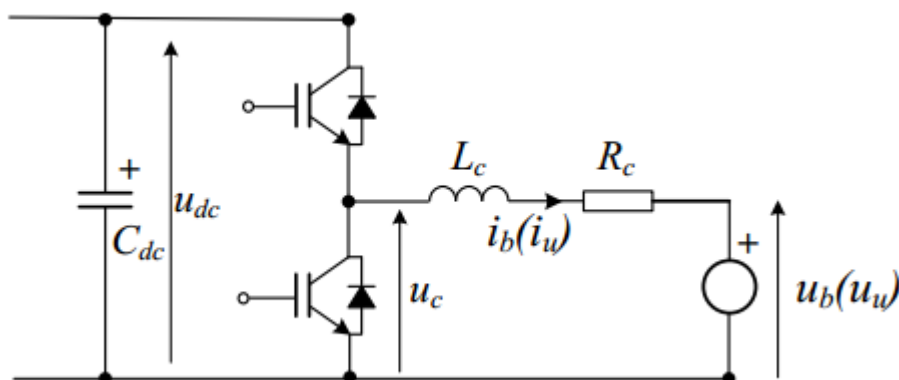 +
u_dc
C_dc
L_c
R_c
i_b(i_u)
u_c
+
u_b(u_u)